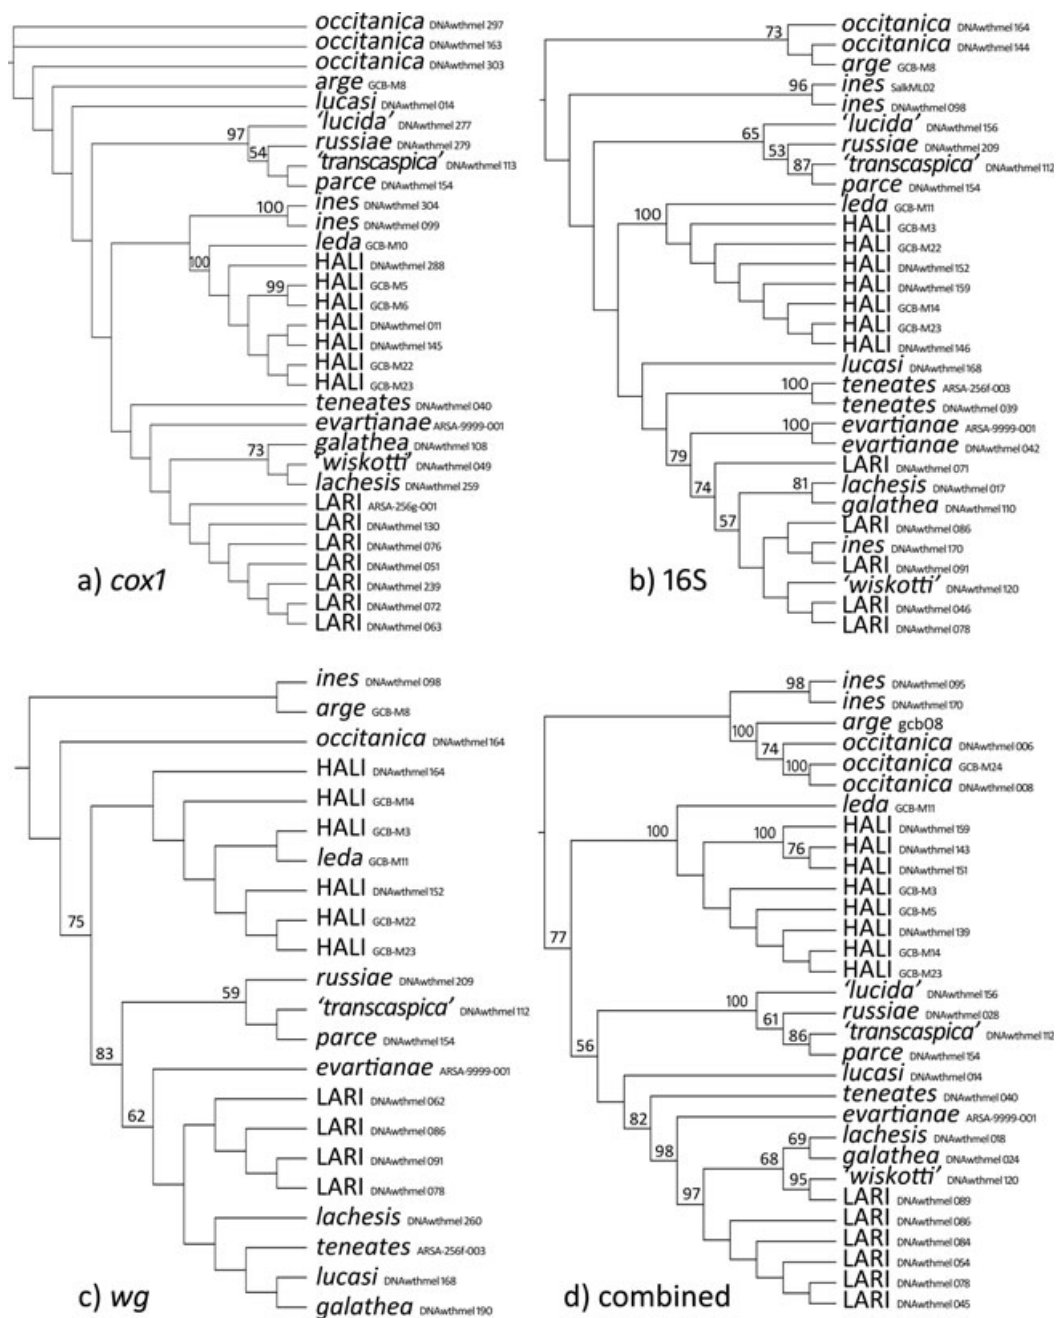 occitanica DNAwthmel 297
occitanica DNAwthmel 163
occitanica DNAwthmel 303
arge GCB-M8
lucasi DNAwthmel 014
'lucida' DNAwthmel 277
97
russiae DNAwthmel 279
54
'transcaspica' DNAwthmel 113
parce DNAwthmel 154
ines DNAwthmel 304
100
ines DNAwthmel 099
leda GCB-M10
100
HALI DNAwthmel 288
HALI GCB-M5
99
HALI GCB-M6
HALI DNAwthmel 011
HALI DNAwthmel 145
HALI GCB-M22
HALI GCB-M23
teneates DNAwthmel 040
evartianae ARSA-9999-001
galathea DNAwthmel 108
73
'wiskotti' DNAwthmel 049
lachesis DNAwthmel 259
LARI ARSA-256g-001
LARI DNAwthmel 130
LARI DNAwthmel 076
LARI DNAwthmel 051
LARI DNAwthmel 239
LARI DNAwthmel 072
LARI DNAwthmel 063
a) cox1
occitanica DNAwthmel 164
73
occitanica DNAwthmel 144
arge GCB-M8
ines SalkML02
96
ines DNAwthmel 098
'lucida' DNAwthmel 156
65
russiae DNAwthmel 209
53
'transcaspica' DNAwthmel 112
87
parce DNAwthmel 154
leda GCB-M11
100
HALI GCB-M3
HALI GCB-M22
HALI DNAwthmel 152
HALI DNAwthmel 159
HALI GCB-M14
HALI GCB-M23
HALI DNAwthmel 146
lucasi DNAwthmel 168
teneates ARSA-256f-003
100
teneates DNAwthmel 039
evartianae ARSA-9999-001
100
evartianae DNAwthmel 042
79
LARI DNAwthmel 071
74
lachesis DNAwthmel 017
81
galathea DNAwthmel 110
57
LARI DNAwthmel 086
ines DNAwthmel 170
LARI DNAwthmel 091
'wiskotti' DNAwthmel 120
LARI DNAwthmel 046
LARI DNAwthmel 078
b) 16S
ines DNAwthmel 098
arge GCB-M8
occitanica DNAwthmel 164
HALI DNAwthmel 164
HALI GCB-M14
HALI GCB-M3
leda GCB-M11
HALI DNAwthmel 152
HALI GCB-M22
75
HALI GCB-M23
russiae DNAwthmel 209
59
'transcaspica' DNAwthmel 112
parce DNAwthmel 154
83
evartianae ARSA-9999-001
LARI DNAwthmel 062
62
LARI DNAwthmel 086
LARI DNAwthmel 091
LARI DNAwthmel 078
lachesis DNAwthmel 260
teneates ARSA-256f-003
lucasi DNAwthmel 168
galathea DNAwthmel 190
c) wg
ines DNAwthmel 095
98
ines DNAwthmel 170
arge gcb08
100
occitanica DNAwthmel 006
74
occitanica GCB-M24
100
occitanica DNAwthmel 008
leda GCB-M11
100
HALI DNAwthmel 159
100
HALI DNAwthmel 143
76
HALI DNAwthmel 151
HALI GCB-M3
HALI GCB-M5
HALI DNAwthmel 139
77
HALI GCB-M14
HALI GCB-M23
'lucida' DNAwthmel 156
100
russiae DNAwthmel 028
61
'transcaspica' DNAwthmel 112
86
parce DNAwthmel 154
56
lucasi DNAwthmel 014
teneates DNAwthmel 040
82
evartianae ARSA-9999-001
lachesis DNAwthmel 018
69
98
galathea DNAwthmel 024
68
'wiskotti' DNAwthmel 120
95
LARI DNAwthmel 089
97
LARI DNAwthmel 086
LARI DNAwthmel 084
LARI DNAwthmel 054
LARI DNAwthmel 078
LARI DNAwthmel 045
d) combined